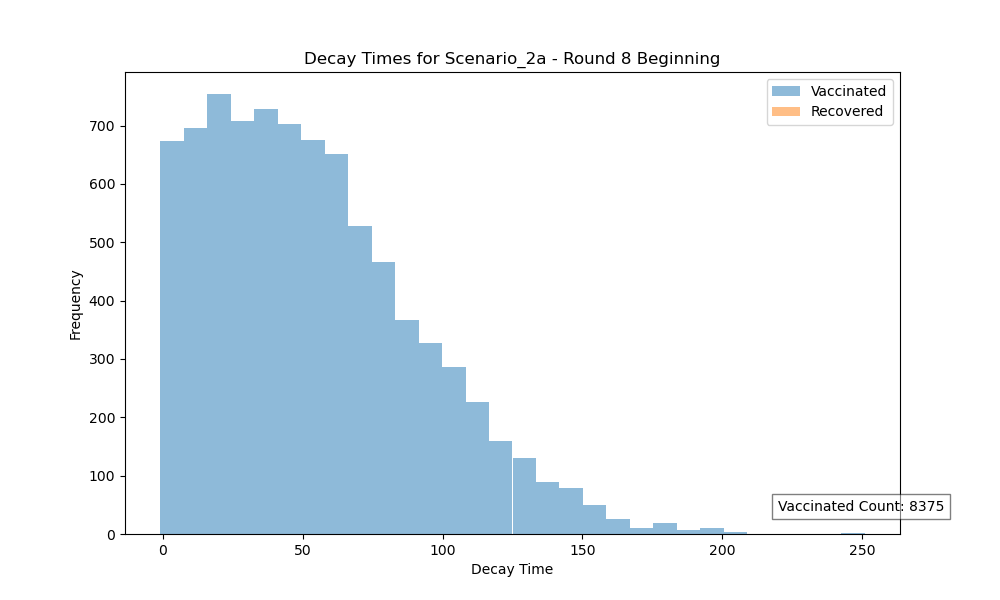 Decay Times for Scenario_2a - Round 8 Beginning
Vaccinated
Recovered
700
600
500
400
300
200
100
0
Frequency
Vaccinated Count: 8375
0 50 100 150 200 250
Decay Time